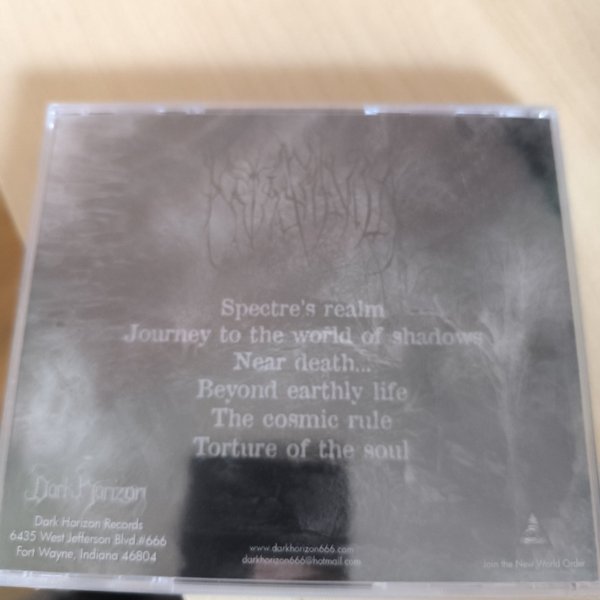 Spectre's realm
Journey to the world of shadows
Near death...
Beyond earthly life
The cosmic rule
Torture of the soul
Dark Horizon
Dark Horizon Records
6435 West Jefferson Blvd.#666
Fort Wayne, Indiana 46804
www.darkhorizon666.com
darkhorizon666@hotmail.com
Join the New World Order